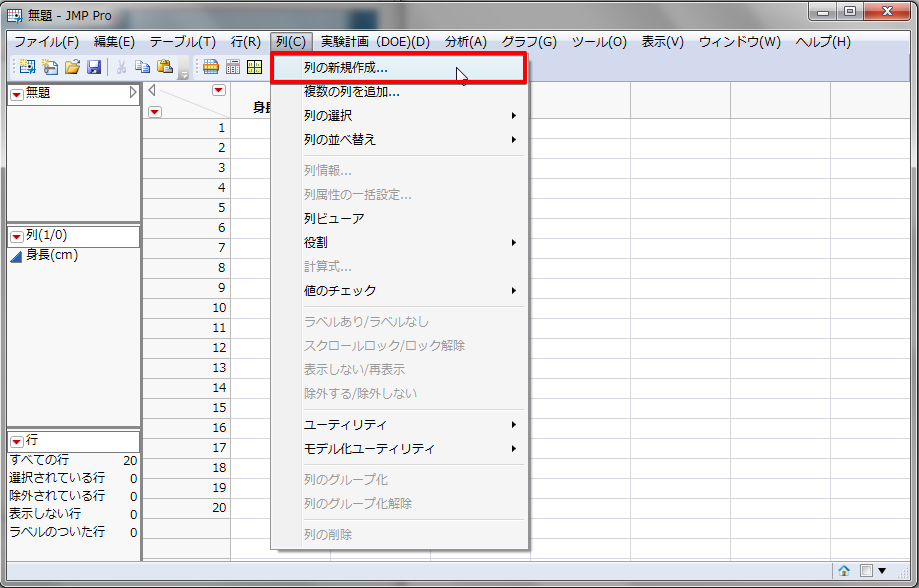 無題 - JMP Pro
ファイル(F) 編集(E) テーブル(T) 行(R) 列(C) 実験計画（DOE)(D) 分析(A) グラフ(G) ツール(O) 表示(V) ウィンドウ(W) ヘルプ(H)
無題
列(1/0)
身長(cm)
行
すべての行 20
選択されている行 0
除外されている行 0
表示しない行 0
ラベルのついた行 0
1
2
3
4
5
6
7
8
9
10
11
12
13
14
15
16
17
18
19
20
列の新規作成...
複数の列を追加...
列の選択
列の並べ替え
列情報...
列属性の一括設定...
列ビューア
役割
計算式...
値のチェック
ラベルあり/ラベルなし
スクロールロック/ロック解除
表示しない/再表示
除外する/除外しない
ユーティリティ
モデル化ユーティリティ
列のグループ化
列のグループ化解除
列の削除